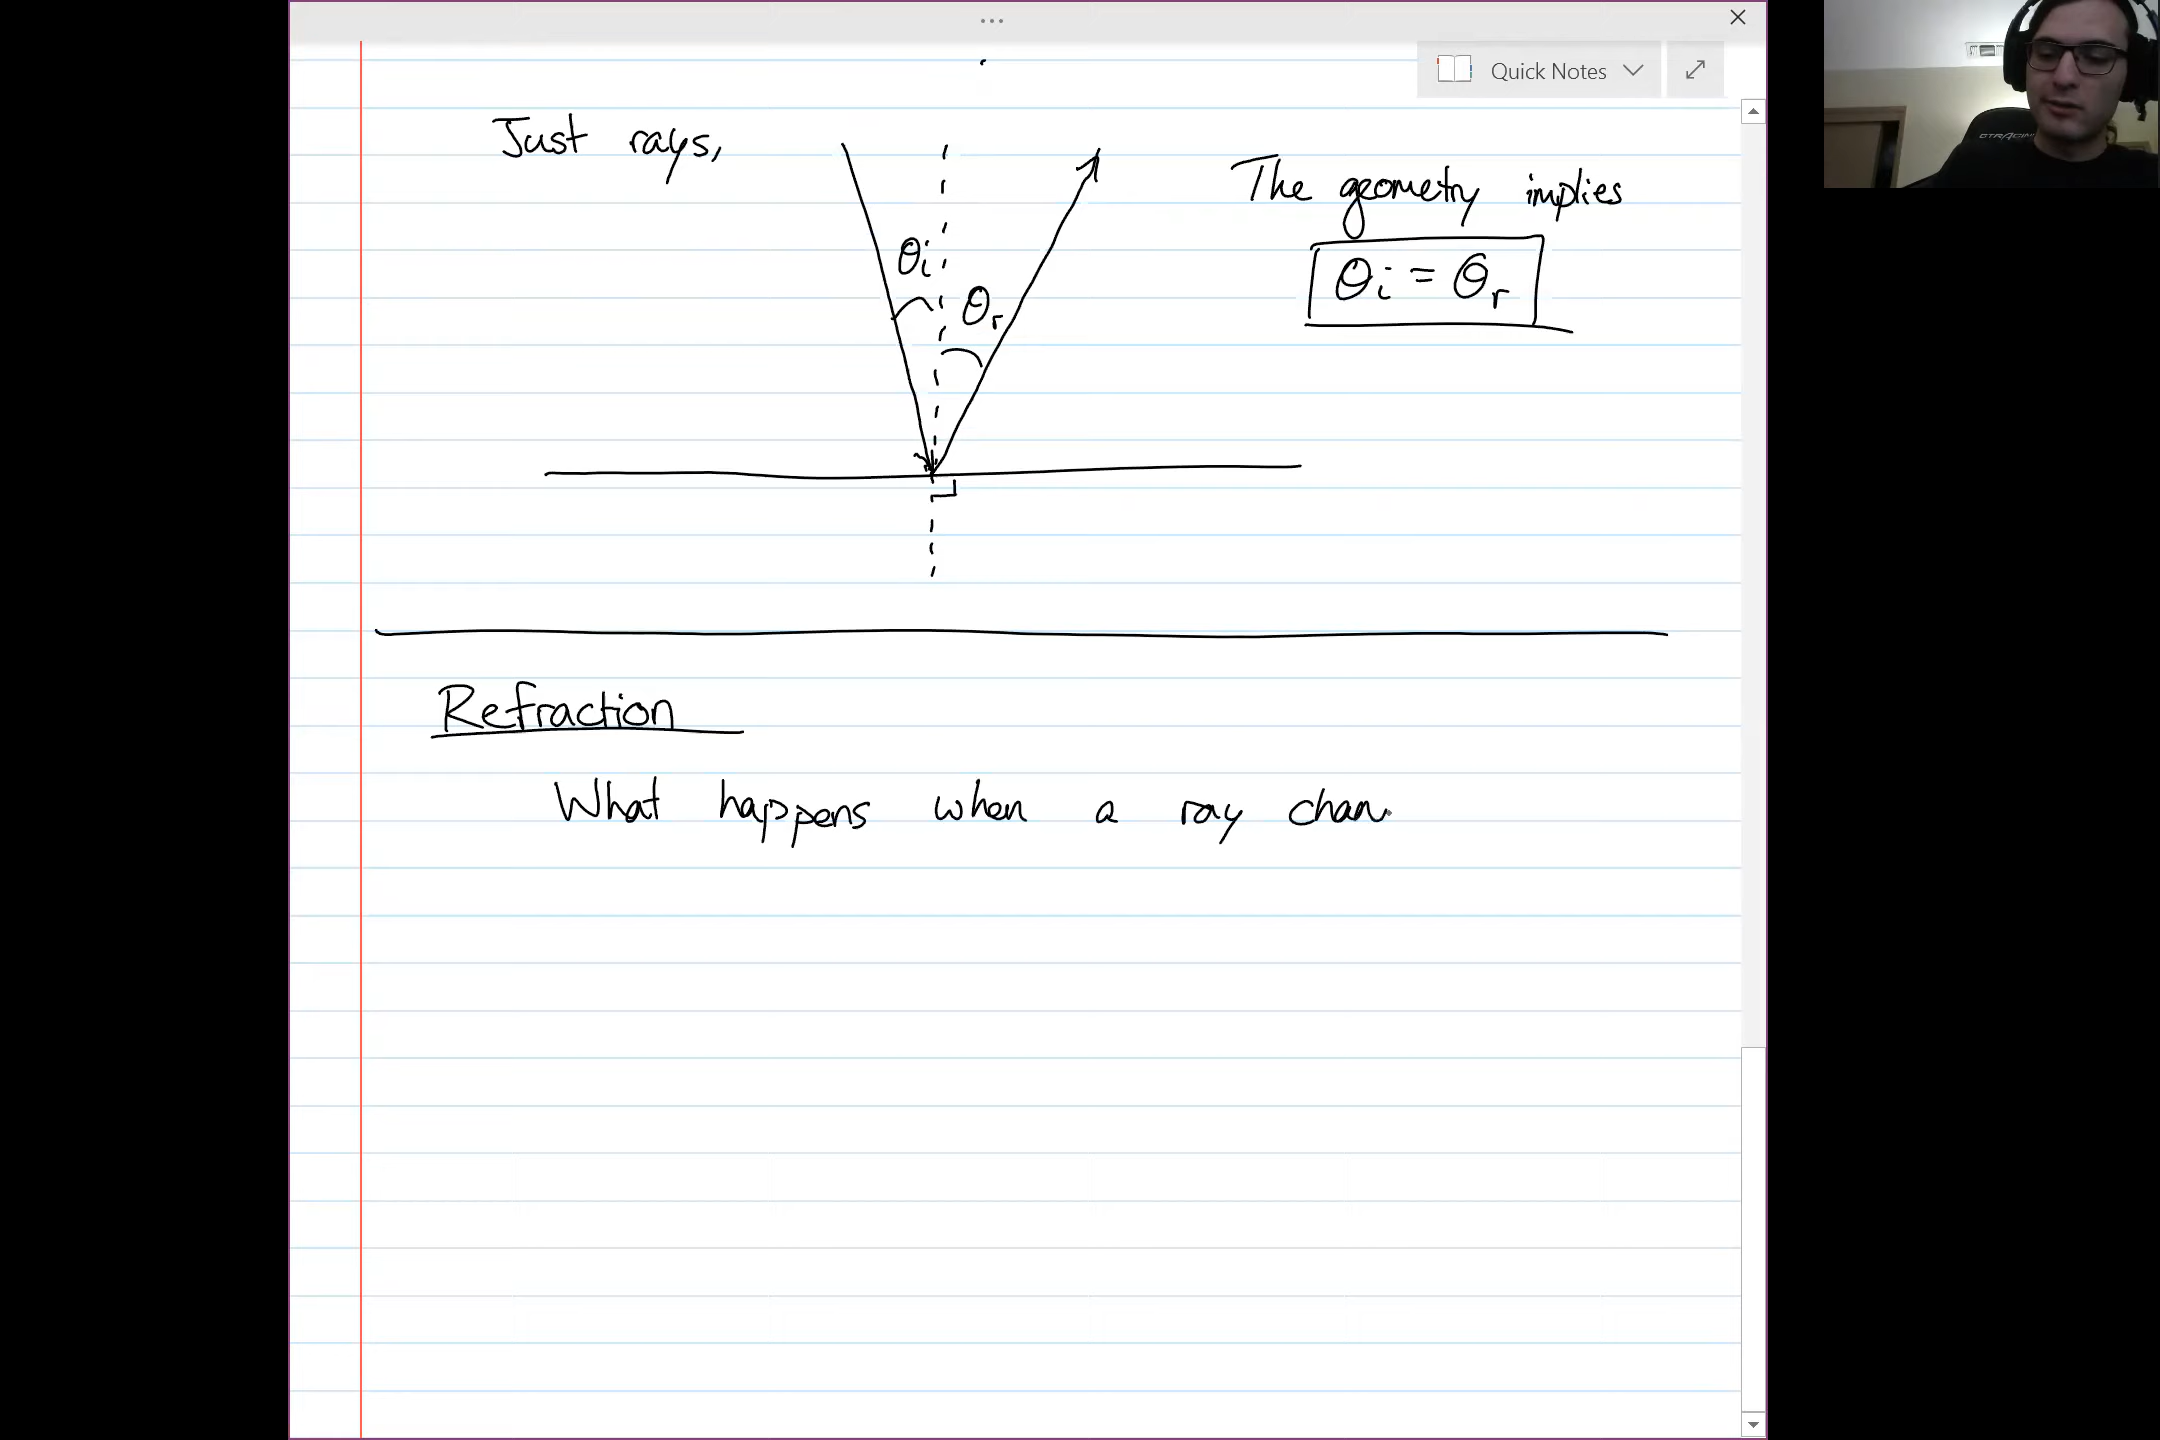 Quick Notes
Just rays,
The geometry implies
θi = θr
θi
θr
Refraction
What happens when a ray chan